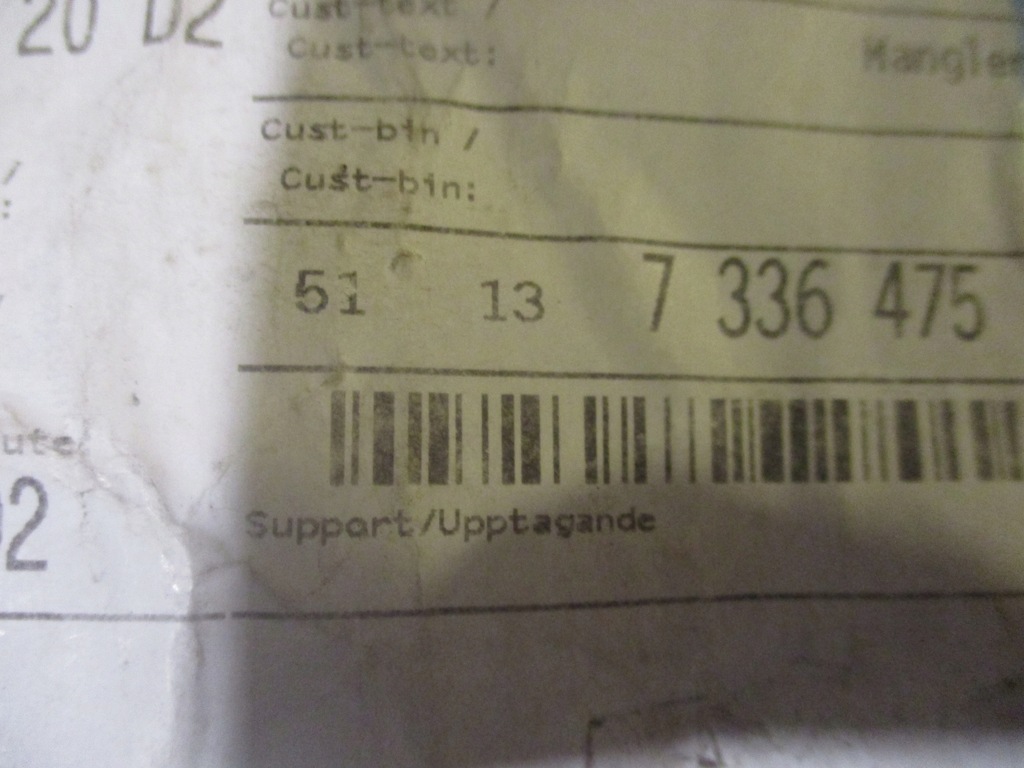 20 D2
Cust-text /
Cust-text:
Mangler
Cust-bin /
Cust-bin:
51 13 7 336 475
ute
2
Support/Upptagande